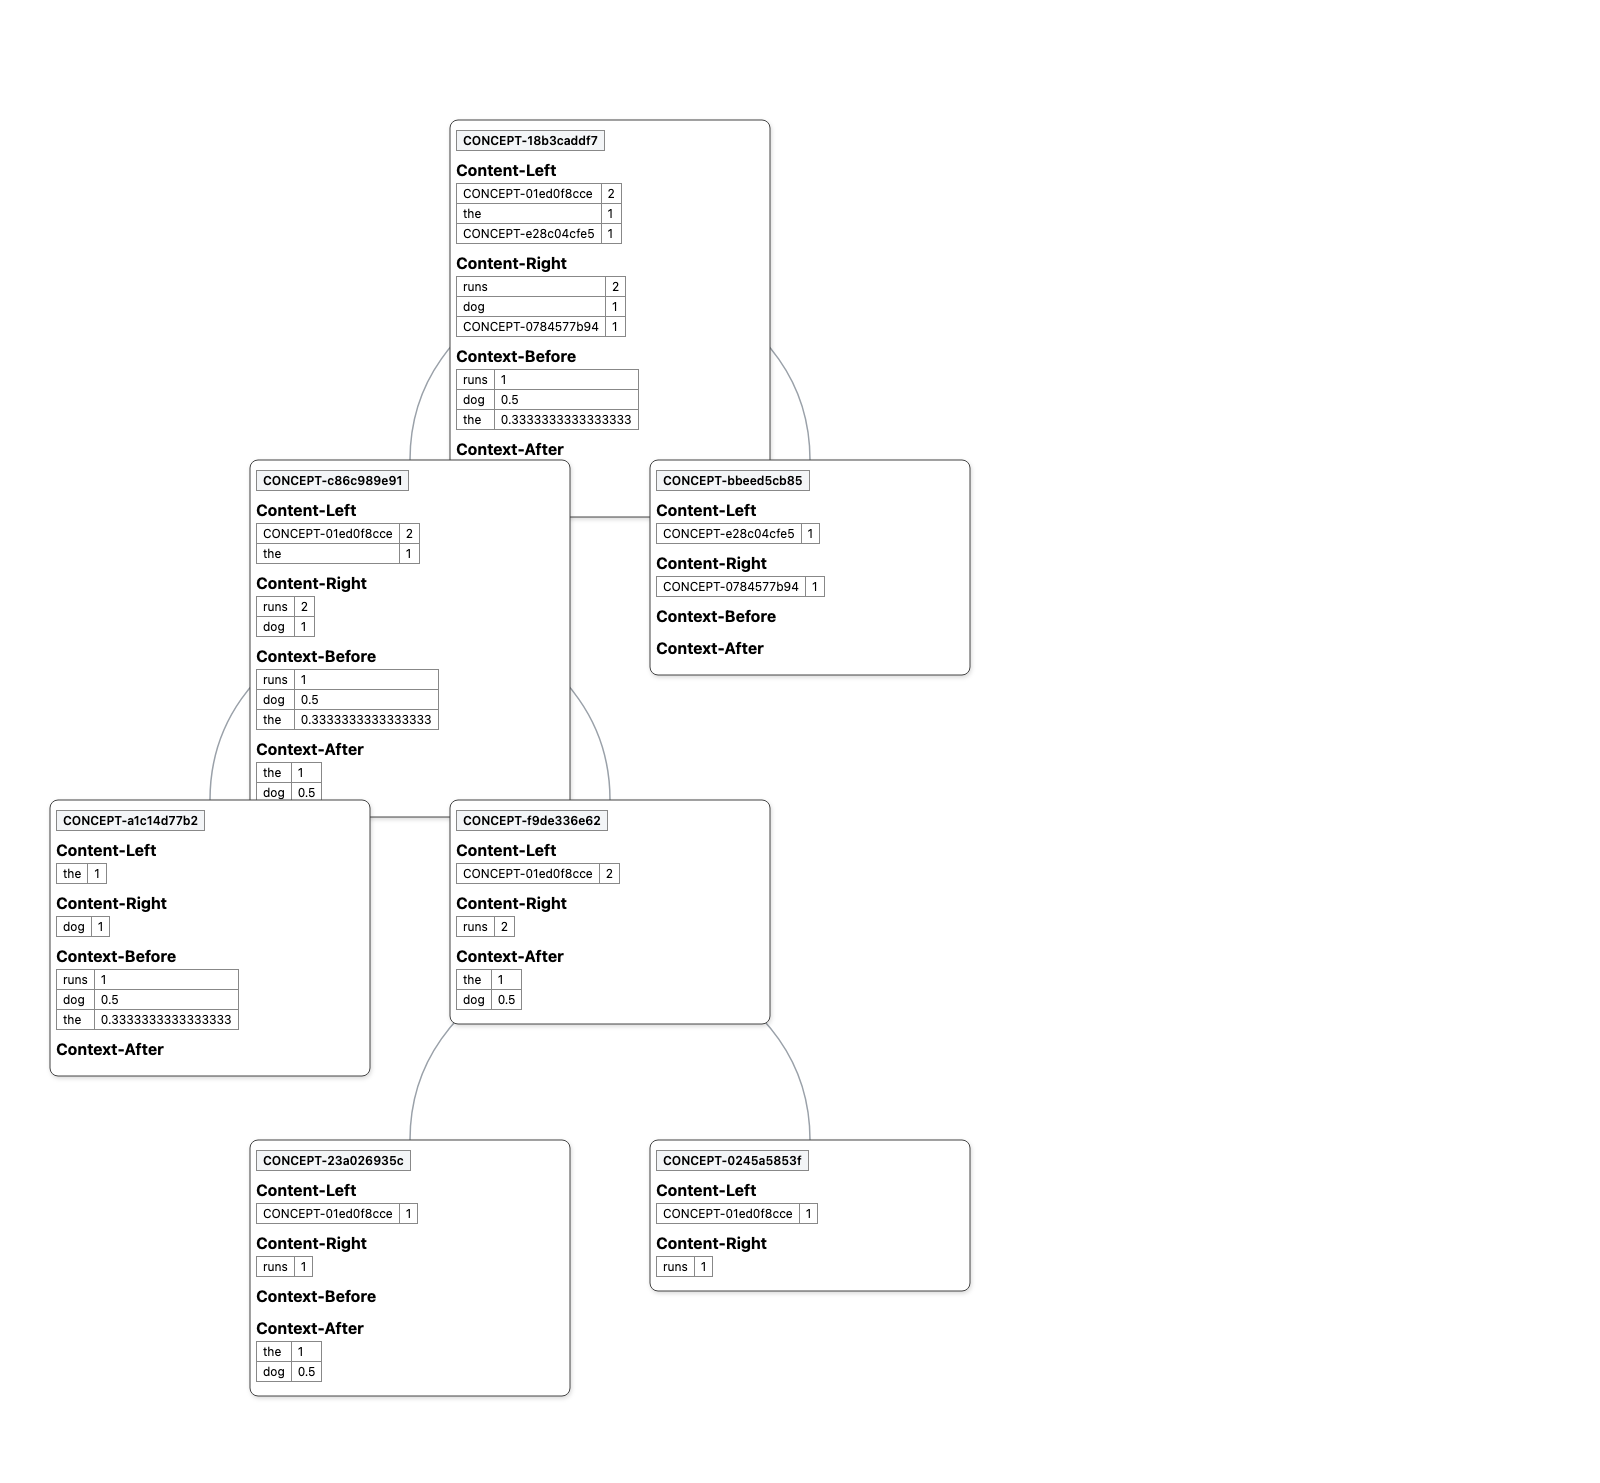 CONCEPT-18b3caddf7
Content-Left
CONCEPT-01ed0f8cce 2
the 1
CONCEPT-e28c04cfe5 1
Content-Right
runs 2
dog 1
CONCEPT-0784577b94 1
Context-Before
runs 1
dog 0.5
the 0.3333333333333333
Context-After
CONCEPT-c86c989e91
Content-Left
CONCEPT-01ed0f8cce 2
the 1
Content-Right
runs 2
dog 1
Context-Before
runs 1
dog 0.5
the 0.3333333333333333
Context-After
the 1
dog 0.5
CONCEPT-bbeed5cb85
Content-Left
CONCEPT-e28c04cfe5 1
Content-Right
CONCEPT-0784577b94 1
Context-Before
Context-After
CONCEPT-a1c14d77b2
Content-Left
the 1
Content-Right
dog 1
Context-Before
runs 1
dog 0.5
the 0.3333333333333333
Context-After
CONCEPT-f9de336e62
Content-Left
CONCEPT-01ed0f8cce 2
Content-Right
runs 2
Context-After
the 1
dog 0.5
CONCEPT-23a026935c
Content-Left
CONCEPT-01ed0f8cce 1
Content-Right
runs 1
Context-Before
Context-After
the 1
dog 0.5
CONCEPT-0245a5853f
Content-Left
CONCEPT-01ed0f8cce 1
Content-Right
runs 1